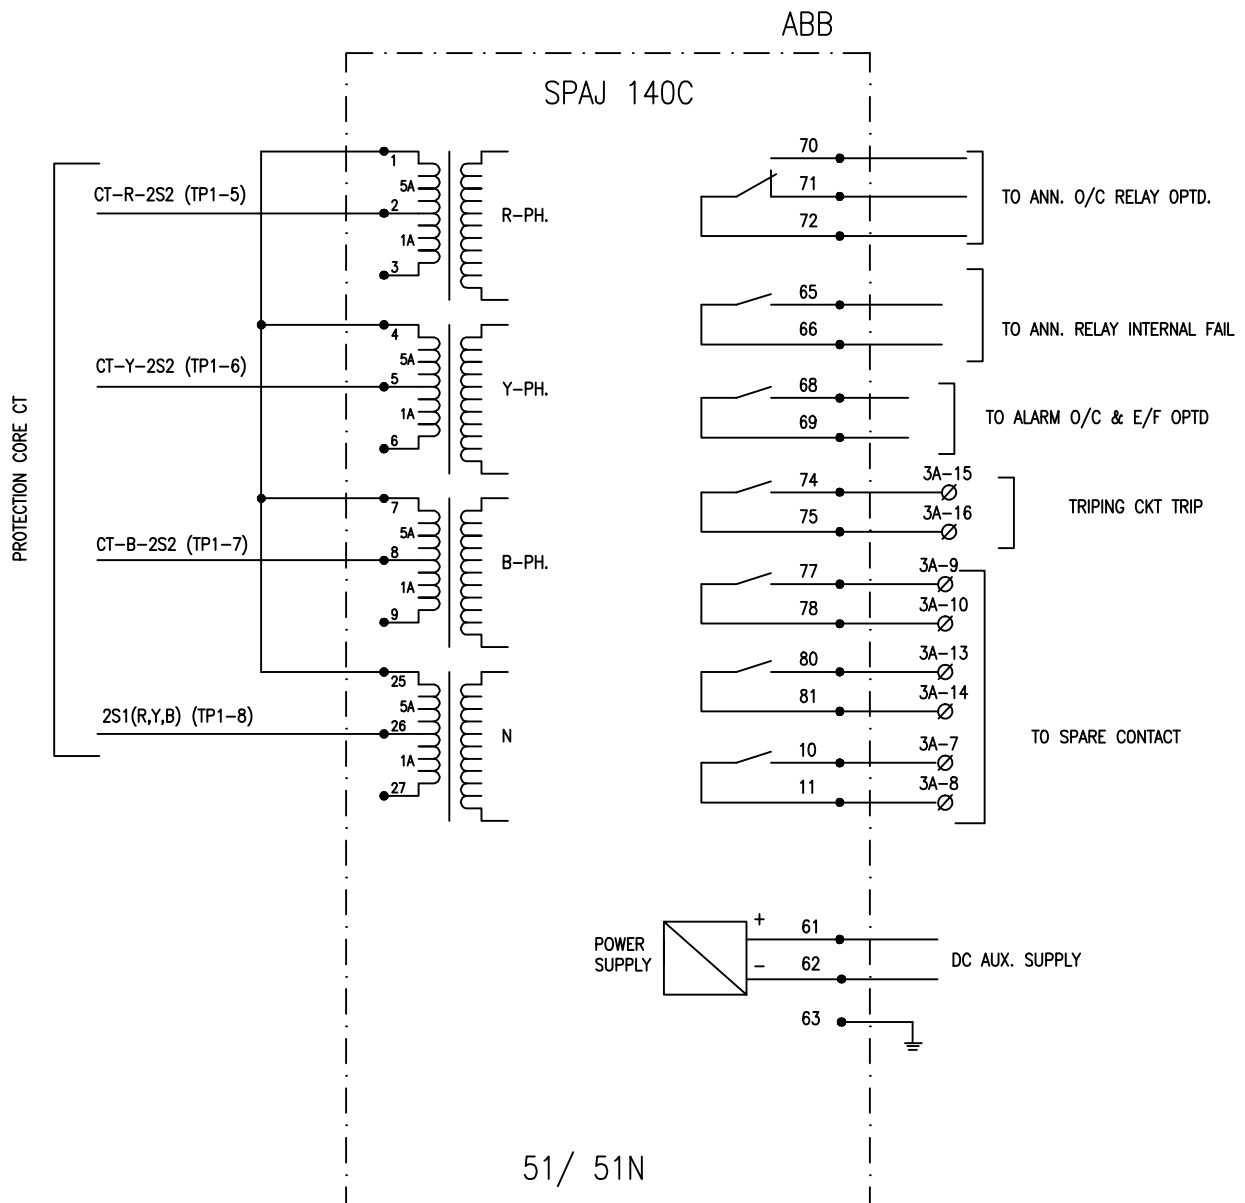 ABB
SPAJ 140C
PROTECTION CORE CT
CT-R-2S2 (TP1-5)
1
5A
2
1A
3
R-PH.
CT-Y-2S2 (TP1-6)
4
5A
5
1A
6
Y-PH.
CT-B-2S2 (TP1-7)
7
5A
8
1A
9
B-PH.
2S1(R,Y,B) (TP1-8)
25
5A
26
1A
27
N
70
71
72
TO ANN. O/C RELAY OPTD.
65
66
TO ANN. RELAY INTERNAL FAIL
68
69
TO ALARM O/C & E/F OPTD
74
3A-15
75
3A-16
TRIPING CKT TRIP
77
3A-9
78
3A-10
80
3A-13
81
3A-14
10
3A-7
11
3A-8
TO SPARE CONTACT
POWER
SUPPLY
+
61
-
62
DC AUX. SUPPLY
63
51/ 51N